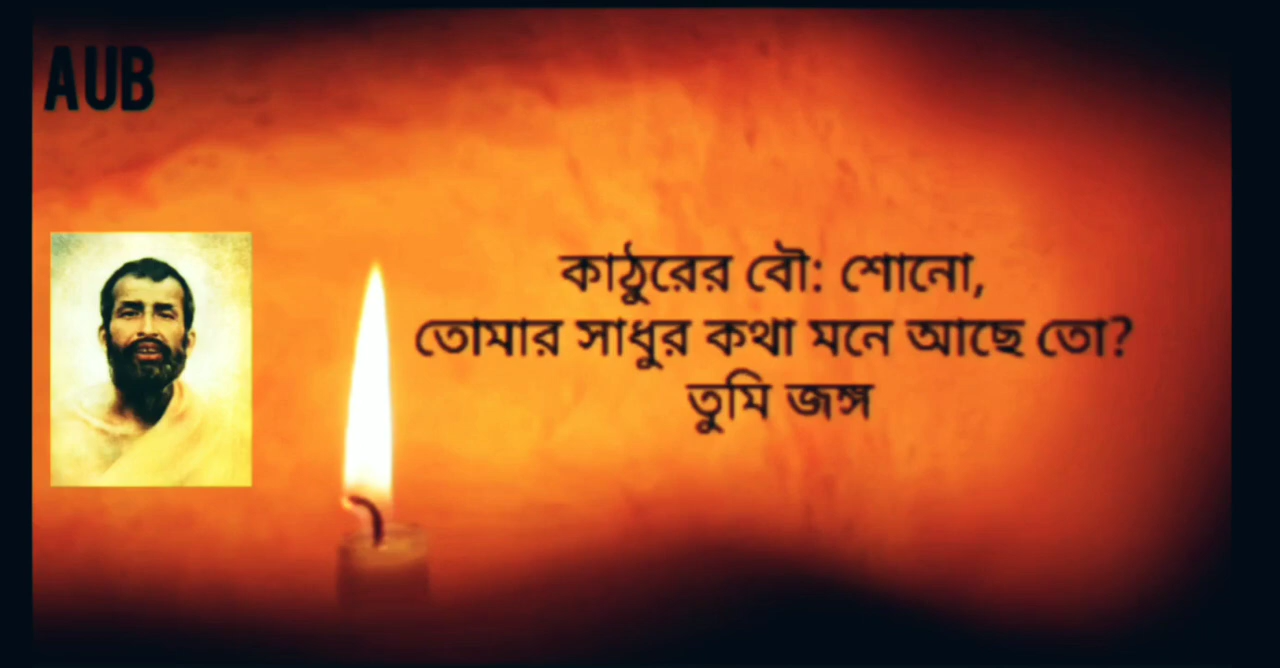 AUB
কাঠুরের বৌ: শোনো,
তোমার সাধুর কথা মনে আছে তো?
তুমি জঙ্গ